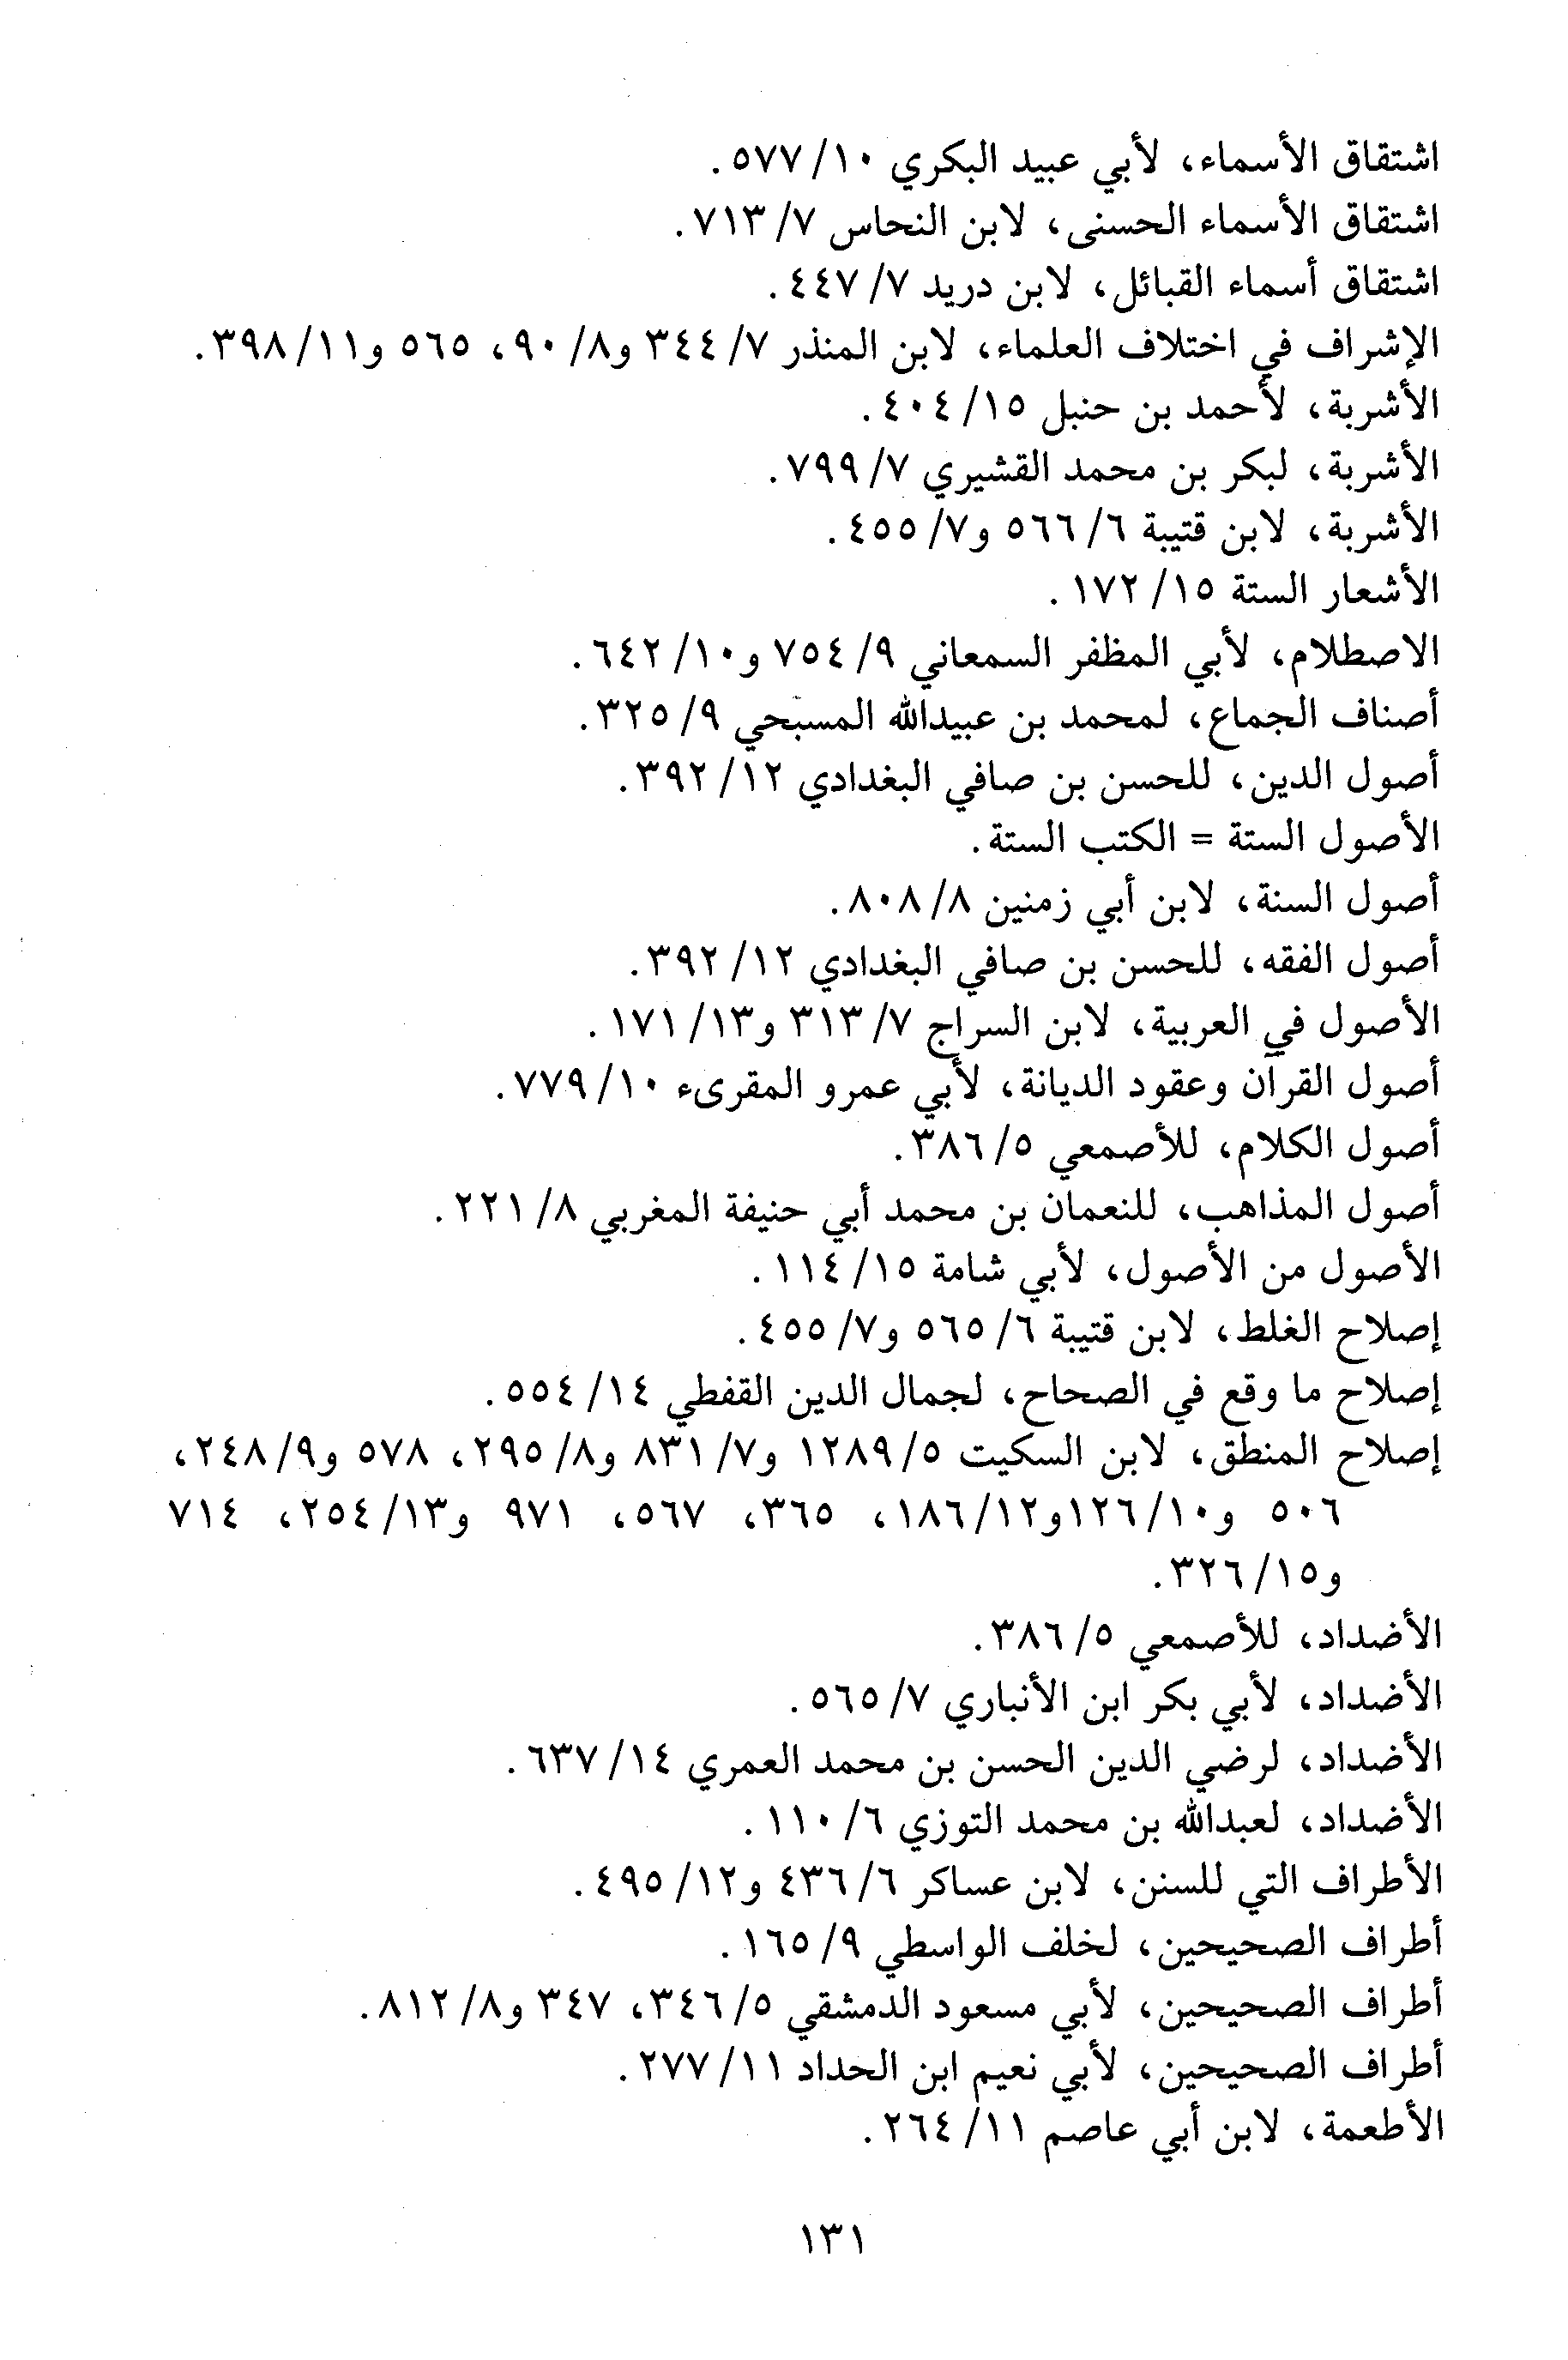 اشتقاق الأسماء، لأبي عبيد البكري ١٠/ ٥٧٧.
اشتقاق الأسماء الحسنى، لابن النحاس ٧/ ٧١٣.
اشتقاق أسماء القبائل، لابن دريد ٧/ ٤٤٧.
الإشراف في اختلاف العلماء، لابن المنذر ٧/ ٣٤٤ و٨/ ٩٠، ٥٦٥ و١١/ ٣٩٨.
الأشربة، لأحمد بن حنبل ١٥/ ٤٠٤.
الأشربة، لبكر بن محمد القشيري ٧/ ٧٩٩.
الأشربة، لابن قتيبة ٦/ ٥٦٦ و٧/ ٤٥٥.
الأشعار الستة ١٥/ ١٧٢.
الاصطلام، لأبي المظفر السمعاني ٩/ ٧٥٤ و١٠/ ٦٤٢.
أصناف الجماع، لمحمد بن عبيدالله المسبحي ٩/ ٣٢٥.
أصول الدين، للحسن بن صافي البغدادي ١٢/ ٣٩٢.
الأصول الستة = الكتب الستة.
أصول السنة، لابن أبي زمنين ٨/ ٨٠٨.
أصول الفقه، للحسن بن صافي البغدادي ١٢/ ٣٩٢.
الأصول في العربية، لابن السراج ٧/ ٣١٣ و١٣/ ١٧١.
أصول القرآن وعقود الديانة، لأبي عمرو المقرىء ١٠/ ٧٧٩.
أصول الكلام، للأصمعي ٥/ ٣٨٦.
أصول المذاهب، للنعمان بن محمد أبي حنيفة المغربي ٨/ ٢٢١.
الأصول من الأصول، لأبي شامة ١٥/ ١١٤.
إصلاح الغلط، لابن قتيبة ٦/ ٥٦٥ و٧/ ٤٥٥.
إصلاح ما وقع في الصحاح، لجمال الدين القفطي ١٤/ ٥٥٤.
إصلاح المنطق، لابن السكيت ٥/ ١٢٨٩ و٧/ ٨٣١ و٨/ ٢٩٥، ٥٧٨ و٩/ ٢٤٨،
٥٠٦ و١٠/ ١٢٦و١٢/ ١٨٦، ٣٦٥، ٥٦٧، ٩٧١ و١٣/ ٢٥٤، ٧١٤
و١٥/ ٣٢٦.
الأضداد، للأصمعي ٥/ ٣٨٦.
الأضداد، لأبي بكر ابن الأنباري ٧/ ٥٦٥.
الأضداد، لرضي الدين الحسن بن محمد العمري ١٤/ ٦٣٧.
الأضداد، لعبدالله بن محمد التوزي ٦/ ١١٠.
الأطراف التي للسنن، لابن عساكر ٦/ ٤٣٦ و١٢/ ٤٩٥.
أطراف الصحيحين، لخلف الواسطي ٩/ ١٦٥.
أطراف الصحيحين، لأبي مسعود الدمشقي ٥/ ٣٤٦، ٣٤٧ و٨/ ٨١٢.
أطراف الصحيحين، لأبي نعيم ابن الحداد ١١/ ٢٧٧.
الأطعمة، لابن أبي عاصم ١١/ ٢٦٤.
١٣١